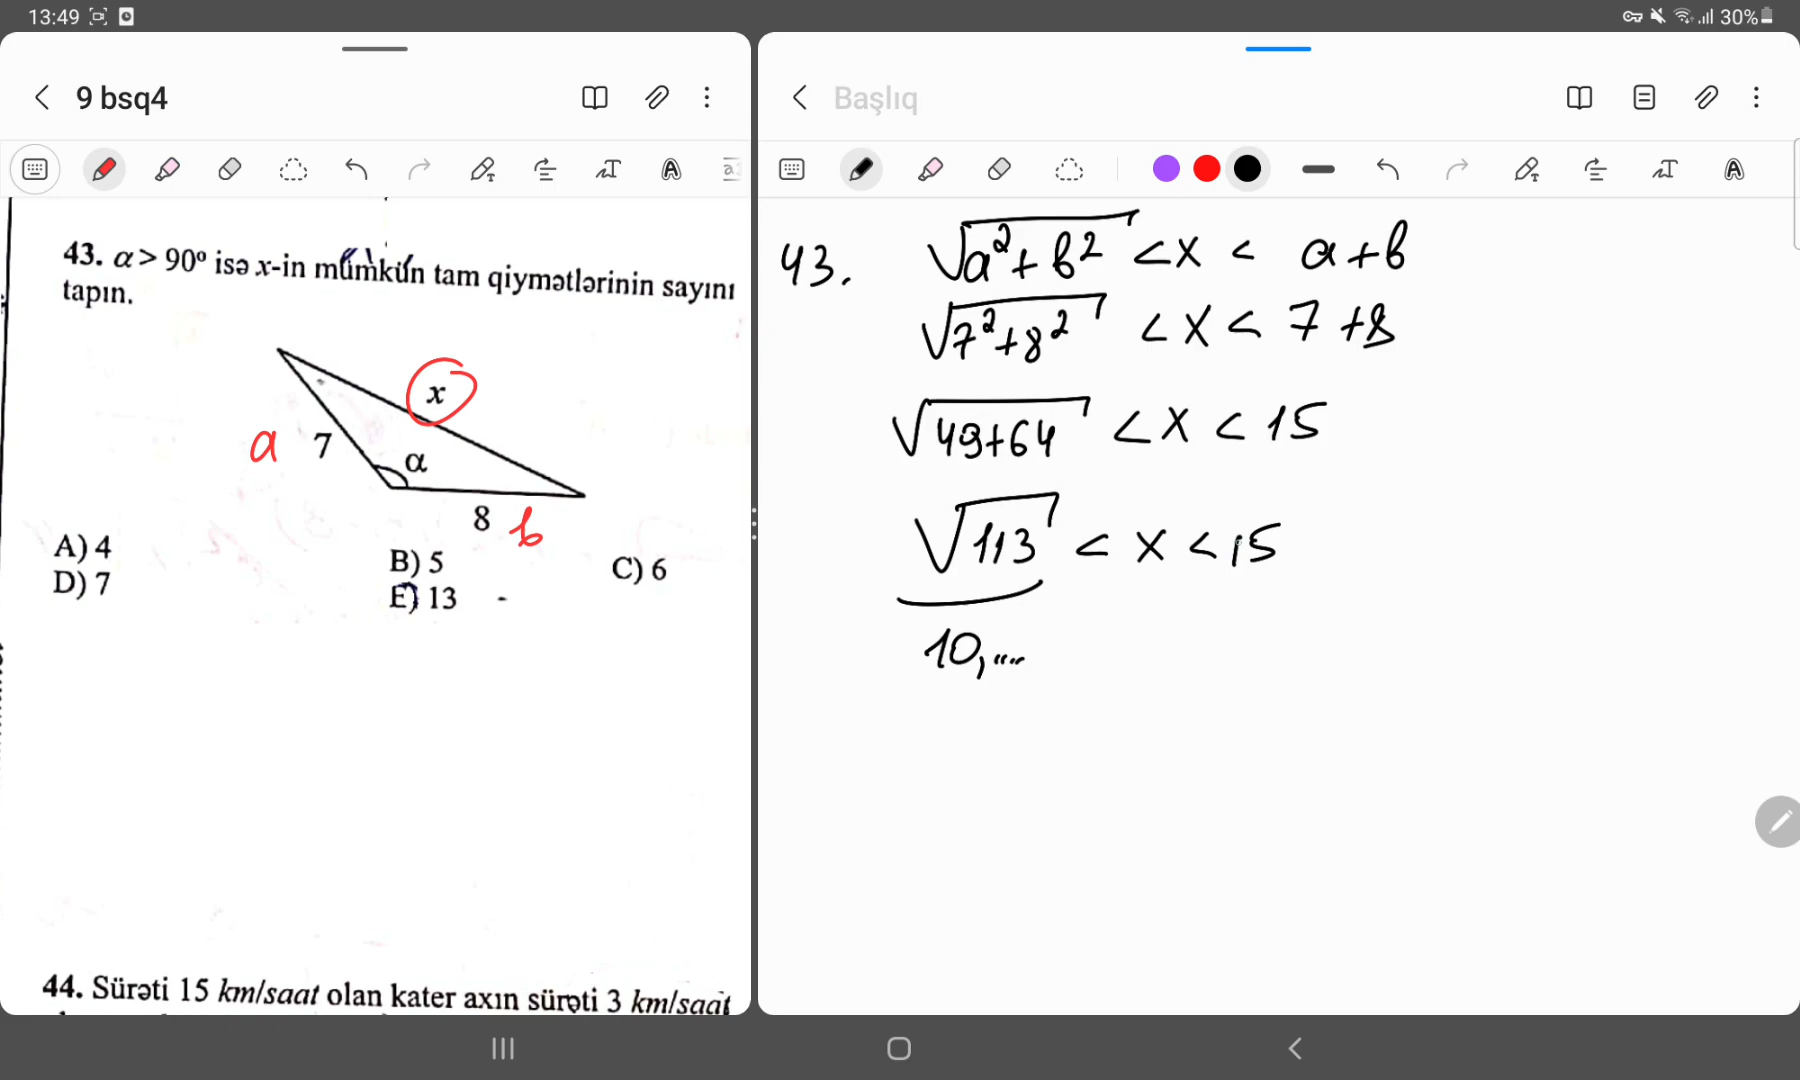 13:49
30%
9 bsq4
43. α > 90º isə x-in mümkün tam qiymətlərinin sayını
tapın.
x
a 7
α
8 b
A) 4
B) 5
C) 6
D) 7
E) 13
44. Sürəti 15 km/saat olan kater axın sürəti 3 km/saat
Başlıq
43. √a²+b² < x < a+b
√7²+8² < x < 7+8
√49+64 < x < 15
√113 < x < 15
10,....